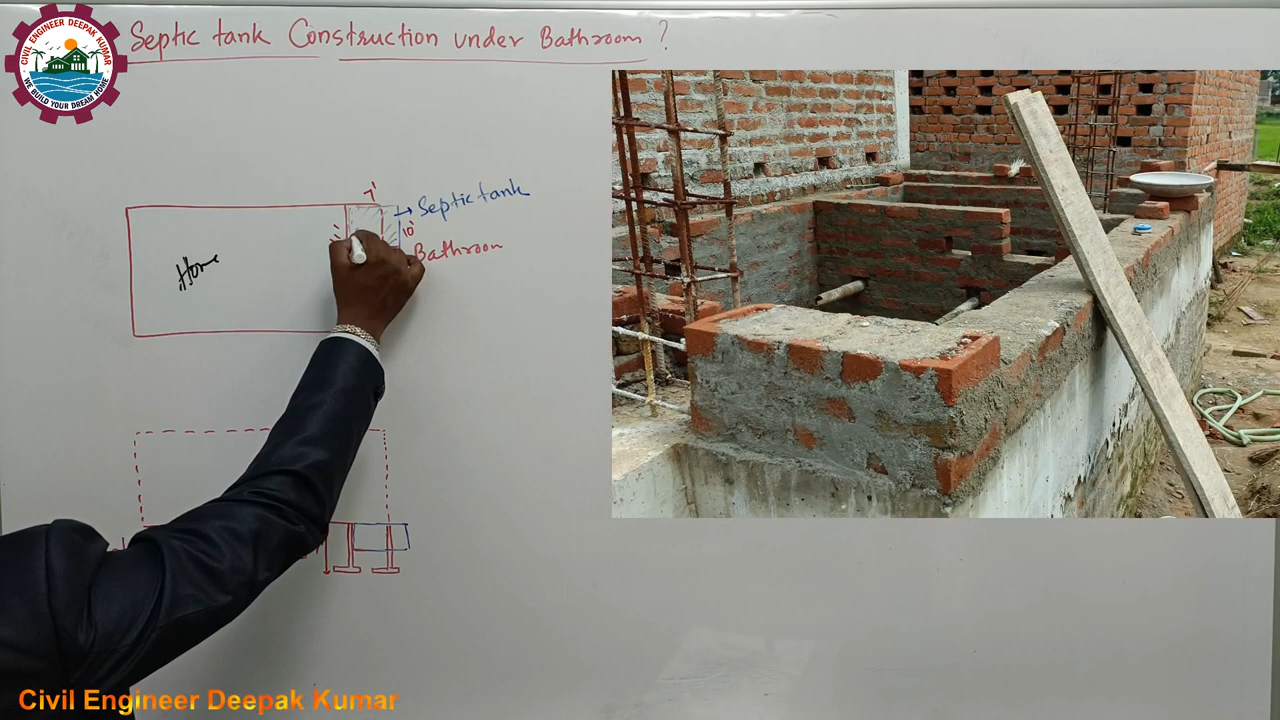 Septic tank Construction under Bathroom ?
CIVIL ENGINEER DEEPAK KUMAR
WE BUILD YOUR DREAM HOME
7'
Septic tank
10'
Bathroom
Home
Civil Engineer Deepak Kumar